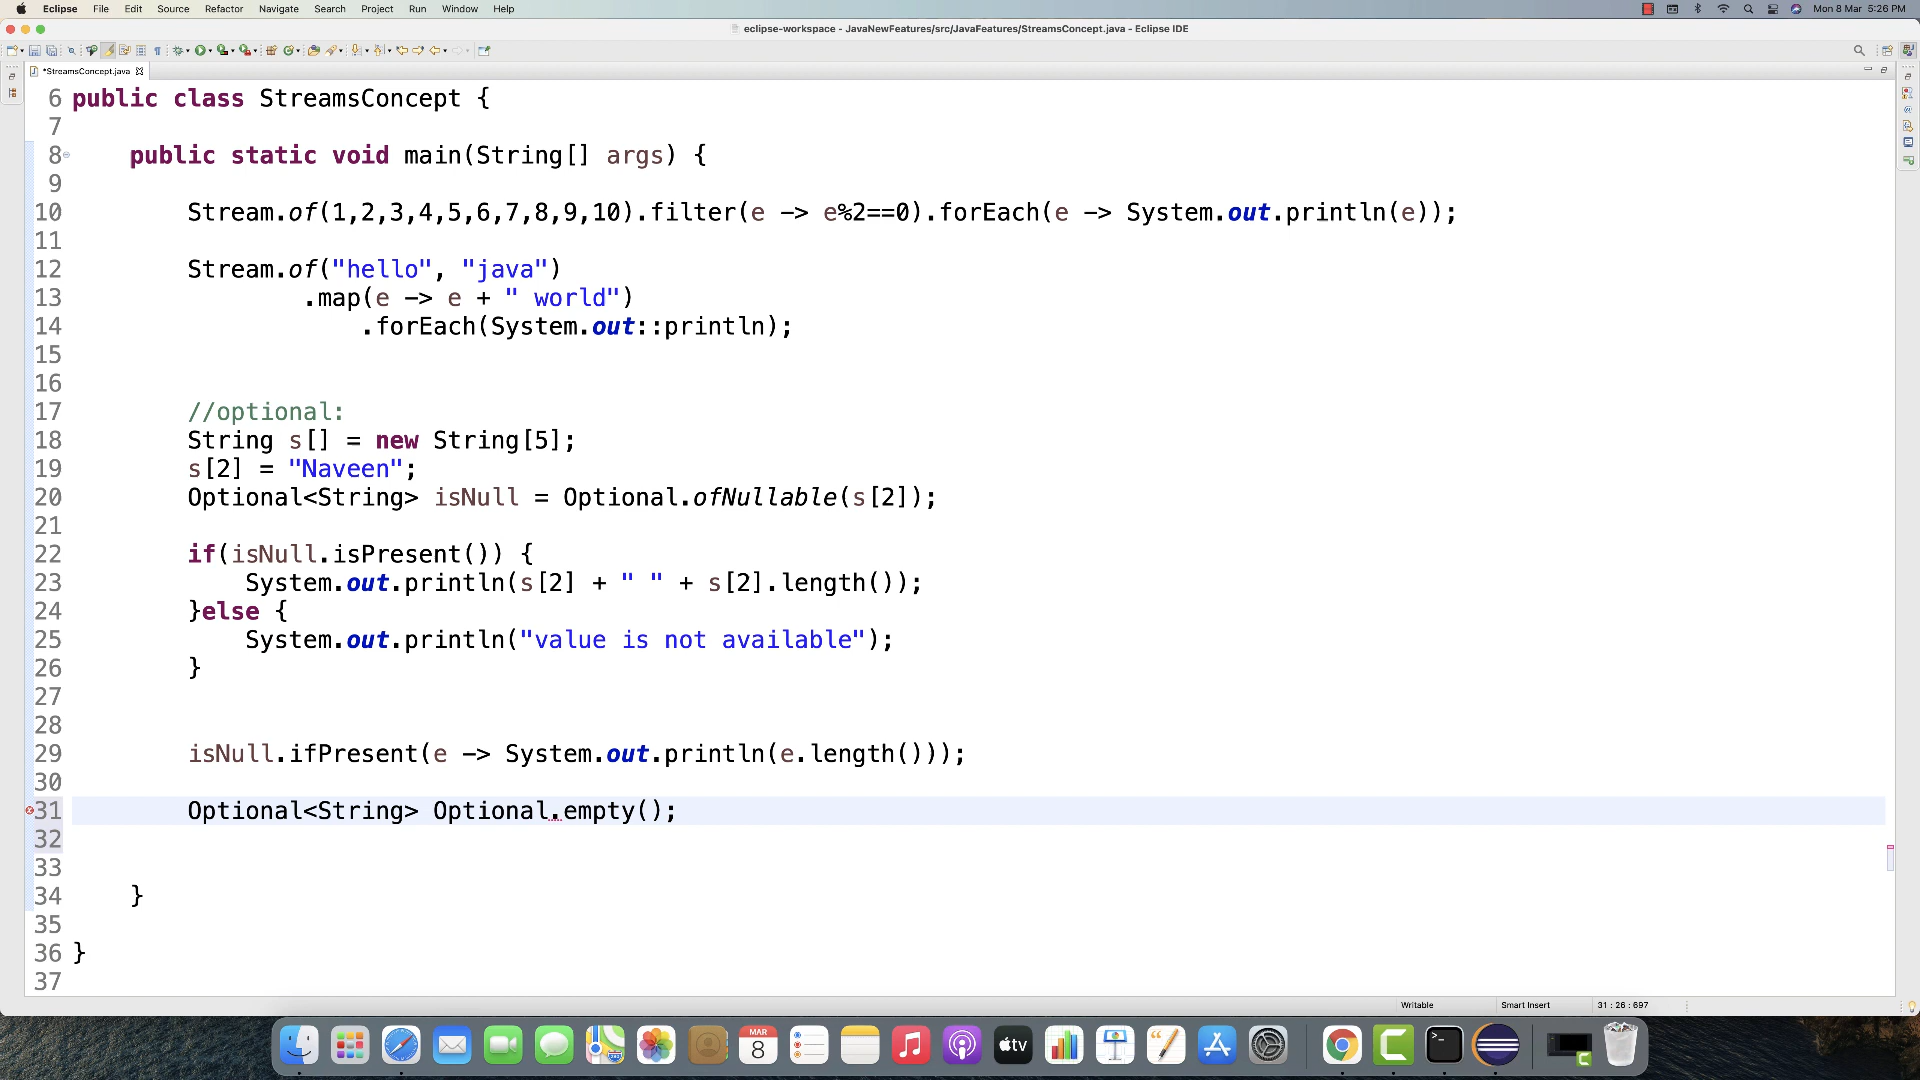 Eclipse File Edit Source Refactor Navigate Search Project Run Window Help Mon 8 Mar 5:26 PM
eclipse-workspace - JavaNewFeatures/src/JavaFeatures/StreamsConcept.java - Eclipse IDE
*StreamsConcept.java
6 public class StreamsConcept {
7
8 public static void main(String[] args) {
9
10 Stream.of(1,2,3,4,5,6,7,8,9,10).filter(e -> e%2==0).forEach(e -> System.out.println(e));
11
12 Stream.of("hello", "java")
13 .map(e -> e + " world")
14 .forEach(System.out::println);
15
16
17 //optional:
18 String s[] = new String[5];
19 s[2] = "Naveen";
20 Optional<String> isNull = Optional.ofNullable(s[2]);
21
22 if(isNull.isPresent()) {
23 System.out.println(s[2] + " " + s[2].length());
24 }else {
25 System.out.println("value is not available");
26 }
27
28
29 isNull.ifPresent(e -> System.out.println(e.length()));
30
31 Optional<String> Optional.empty();
32
33
34 }
35
36 }
37
Writable Smart Insert 31 : 26 : 697
MAR
8
tv